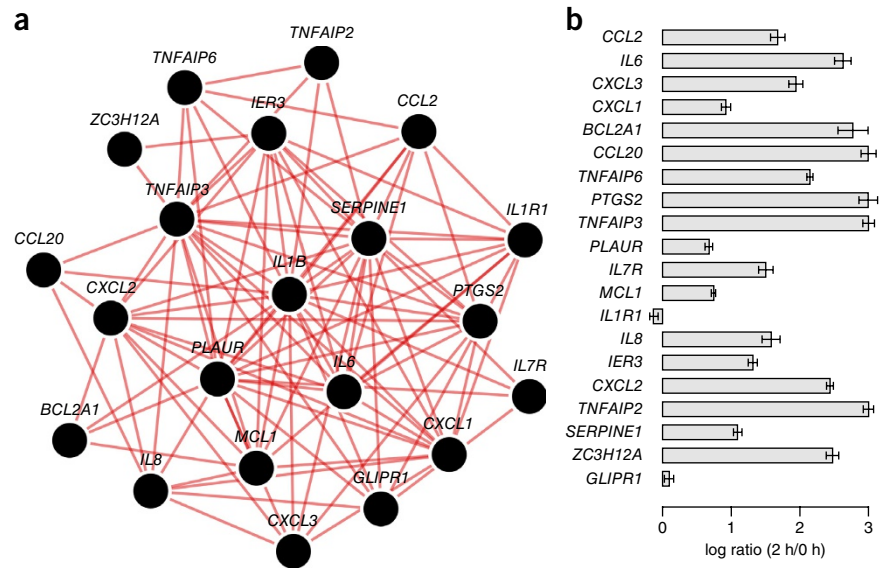 a
TNFAIP2
TNFAIP6
IER3
CCL2
ZC3H12A
TNFAIP3
SERPINE1
IL1R1
CCL20
IL1B
CXCL2
PTGS2
PLAUR
IL6
IL7R
BCL2A1
CXCL1
MCL1
IL8
GLIPR1
CXCL3
b
CCL2
IL6
CXCL3
CXCL1
BCL2A1
CCL20
TNFAIP6
PTGS2
TNFAIP3
PLAUR
IL7R
MCL1
IL1R1
IL8
IER3
CXCL2
TNFAIP2
SERPINE1
ZC3H12A
GLIPR1
0 1 2 3
log ratio (2 h/0 h)